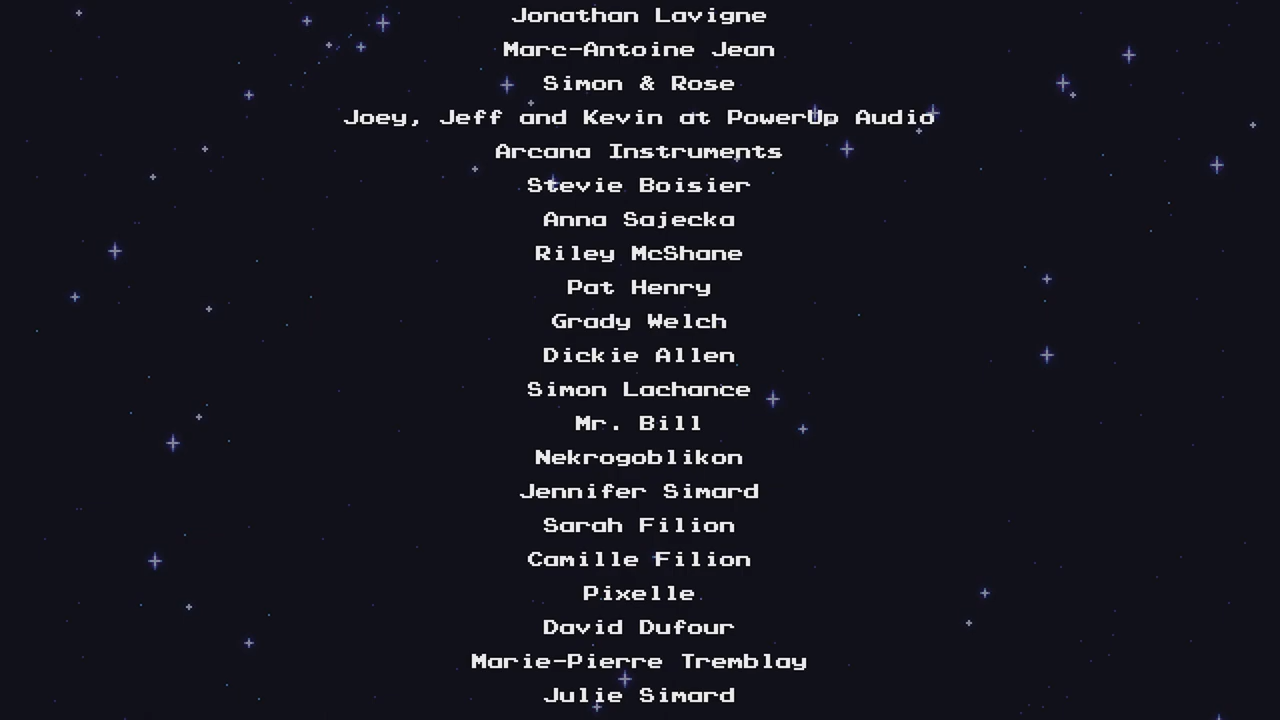 Jonathan Lavigne
Marc-Antoine Jean
Simon & Rose
Joey, Jeff and Kevin at PowerUp Audio
Arcana Instruments
Stevie Boisier
Anna Sajecka
Riley McShane
Pat Henry
Grady Welch
Dickie Allen
Simon Lachance
Mr. Bill
Nekrogoblikon
Jennifer Simard
Sarah Filion
Camille Filion
Pixelle
David Dufour
Marie-Pierre Tremblay
Julie Simard